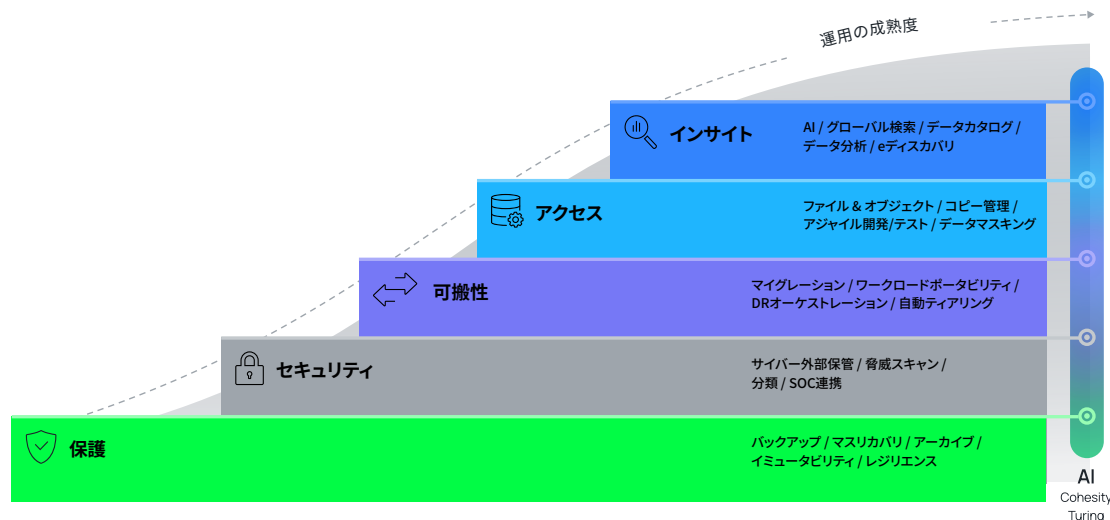 運用の成熟度
インサイト
AI / グローバル検索 / データカタログ /
データ分析 / eディスカバリ
アクセス
ファイル & オブジェクト / コピー管理 /
アジャイル開発/テスト / データマスキング
可搬性
マイグレーション / ワークロードポータビリティ /
DRオーケストレーション / 自動ティアリング
セキュリティ
サイバー外部保管 / 脅威スキャン /
分類 / SOC連携
保護
バックアップ / マスリカバリ / アーカイブ /
イミュータビリティ / レジリエンス
AI
Cohesity
Turing